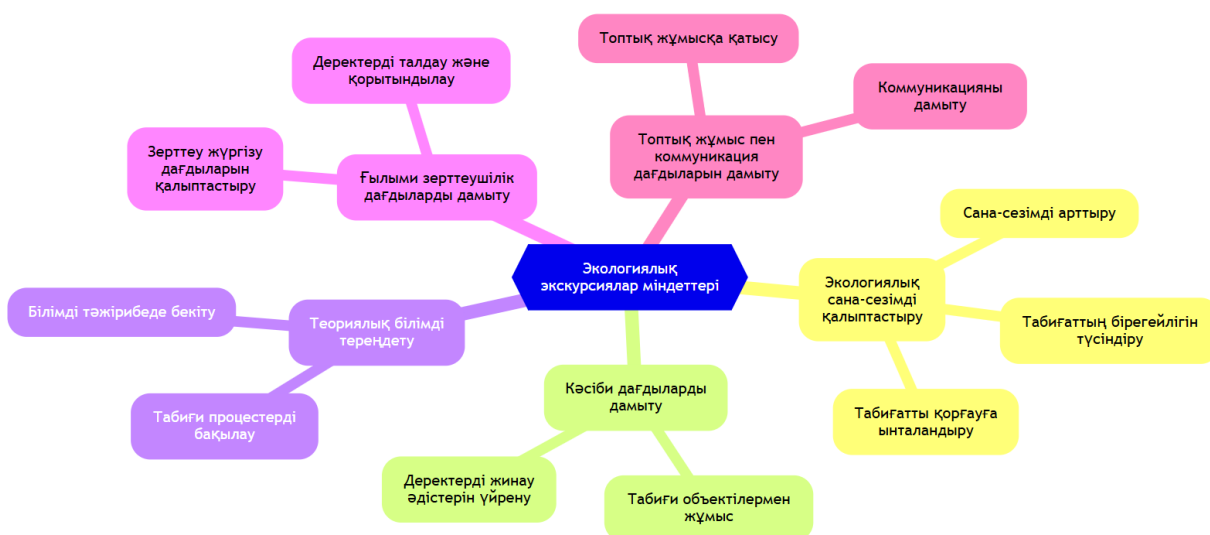 Экологиялық
экскурсиялар міндеттері
Топтық жұмысқа қатысу
Коммуникацияны
дамыту
Топтық жұмыс пен
коммуникация
дағдыларын дамыту
Деректерді талдау және
қорытындылау
Зерттеу жүргізу
дағдыларын
қалыптастыру
Ғылыми зерттеушілік
дағдыларды дамыту
Сана-сезімді арттыру
Экологиялық
сана-сезімді
қалыптастыру
Табиғаттың бірегейлігін
түсіндіру
Табиғатты қорғауға
ынталандыру
Білімді тәжірибеде бекіту
Теориялық білімді
тереңдету
Табиғи процестерді
бақылау
Кәсіби дағдыларды
дамыту
Деректерді жинау
әдістерін үйрену
Табиғи объектілермен
жұмыс